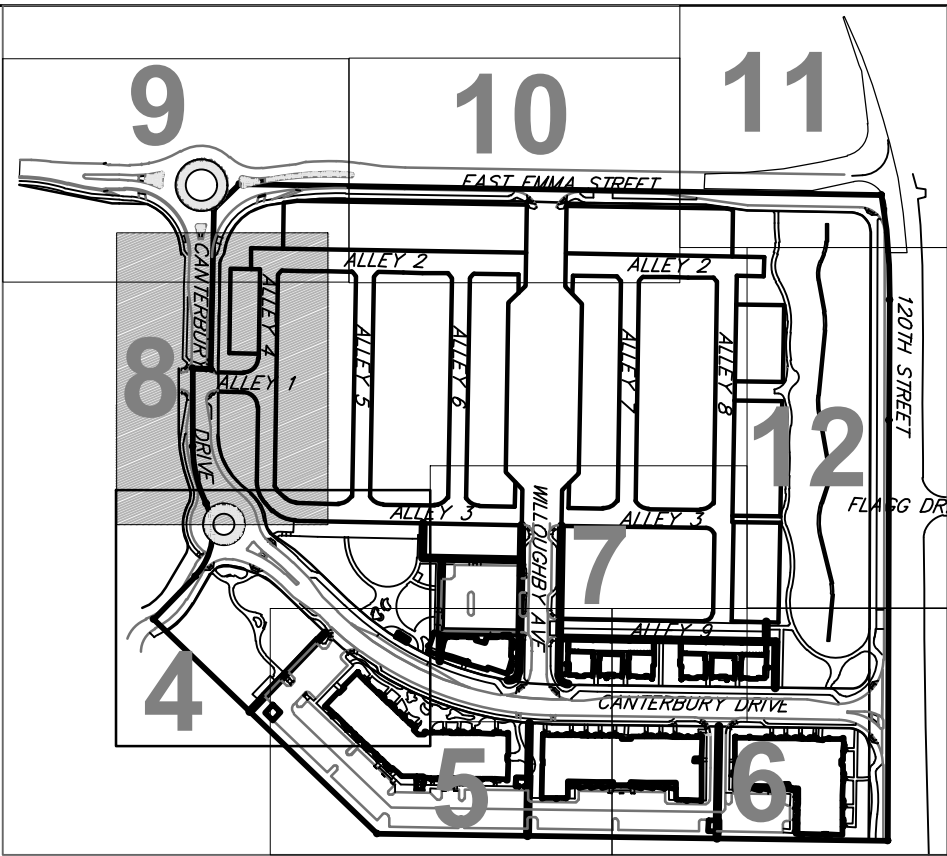 9
10
11
EAST EMMA STREET
CANTERBURY
ALLEY 2
ALLEY 2
ALLEY 4
120TH STREET
8
ALLEY 1
ALLEY 5
ALLEY 6
ALLEY 7
ALLEY 8
12
DRIVE
FLAGG DR
ALLEY 3
ALLEY 3
WILLOUGHBY AVE
7
ALLEY 9
4
CANTERBURY DRIVE
5
6